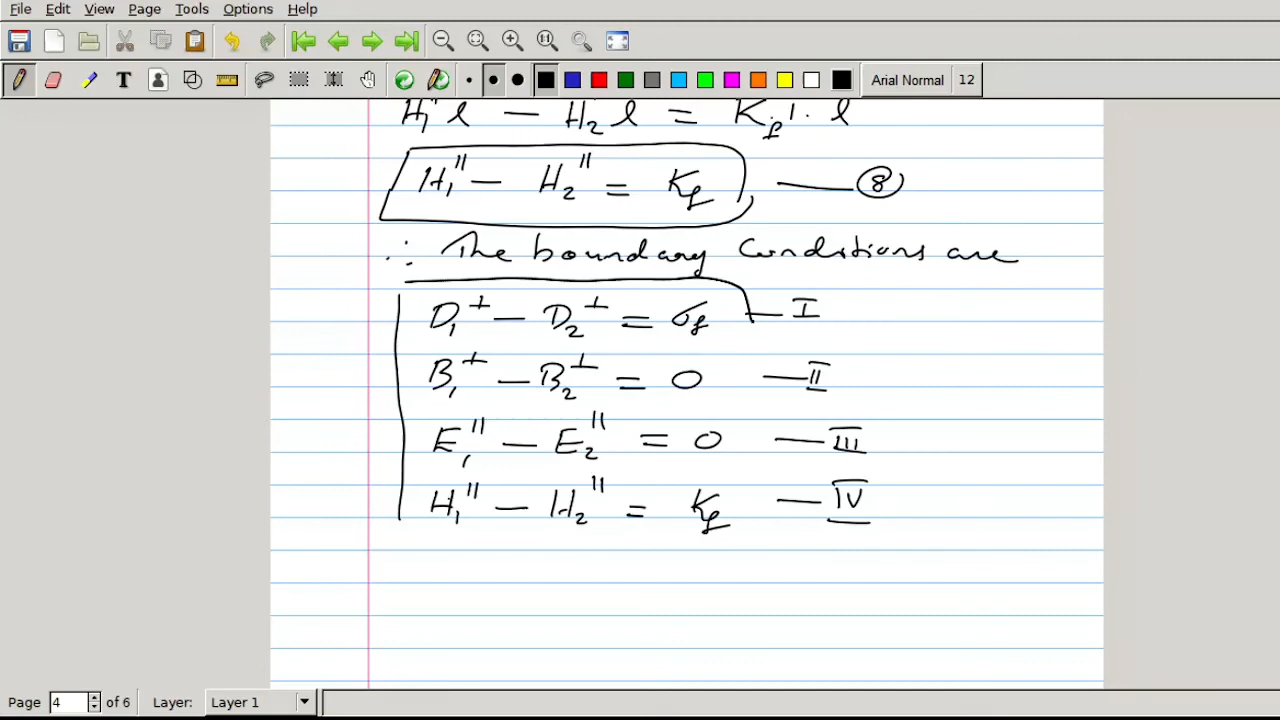 File Edit View Page Tools Options Help
Arial Normal 12
H₁" l — H₂" l = K_f · l
H₁" — H₂" = K_f , — ⑧
∴ The boundary Conditions are
D₁^⊥ — D₂^⊥ = σ_f — I
B₁^⊥ — B₂^⊥ = 0 — II
E₁" — E₂" = 0 — III
H₁" — H₂" = K_f — IV
Page 4 of 6 Layer: Layer 1